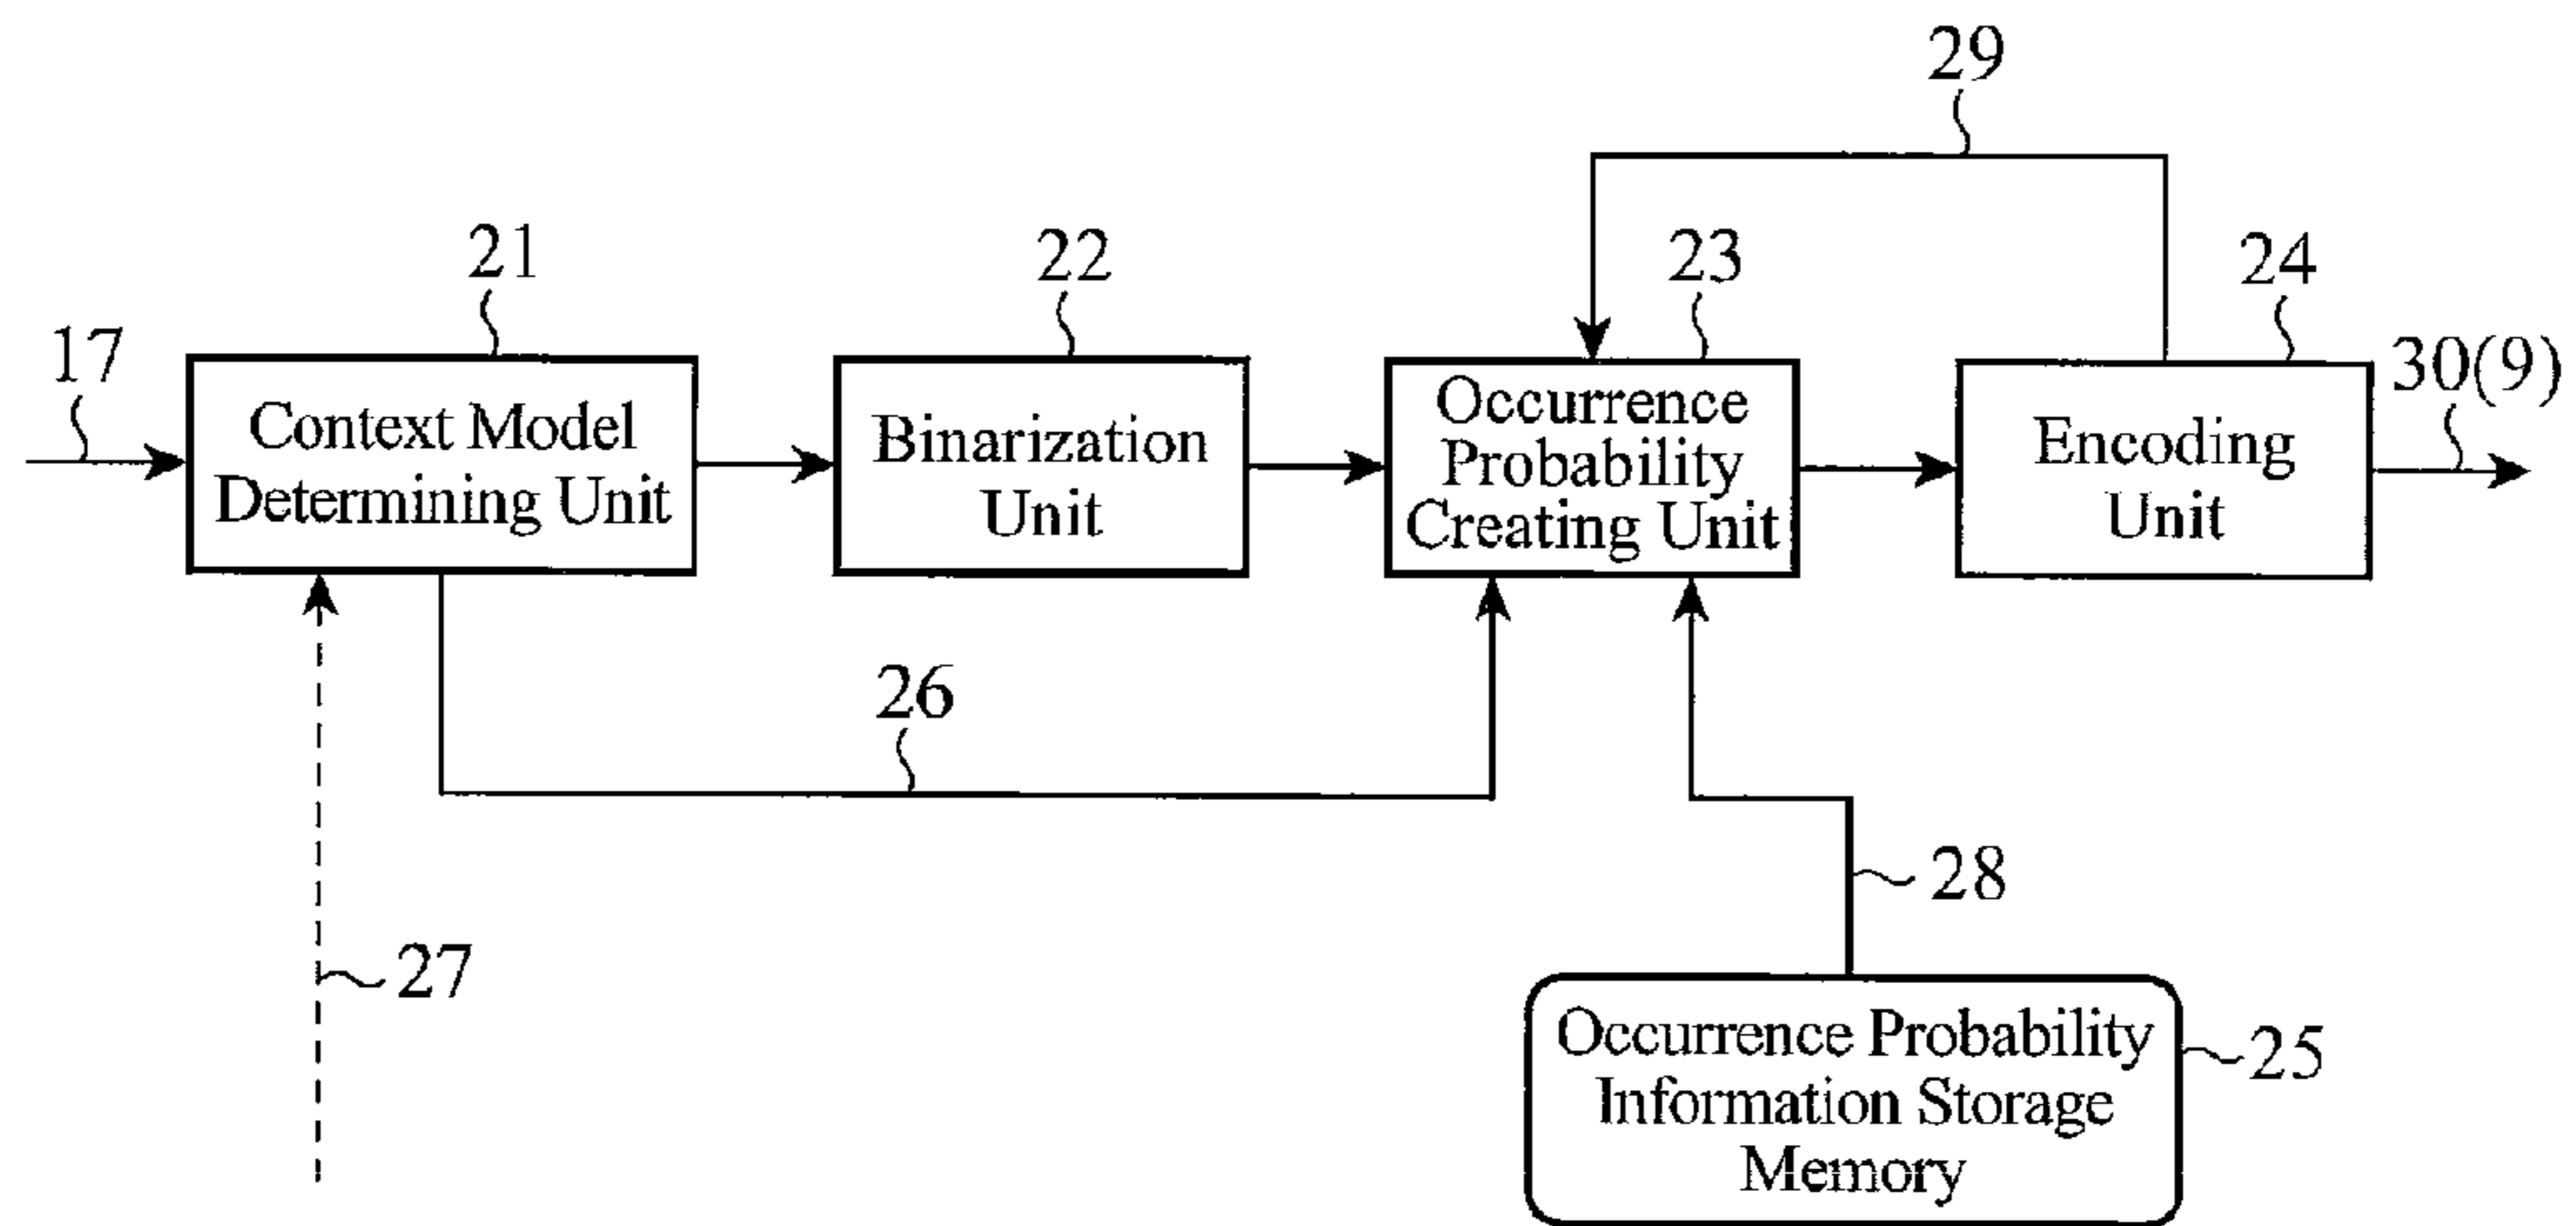 29
21
22
23
24
17
30(9)
Context Model
Determining Unit
Binarization
Unit
Occurrence
Probability
Creating Unit
Encoding
Unit
26
28
27
Occurrence Probability
Information Storage
Memory
25